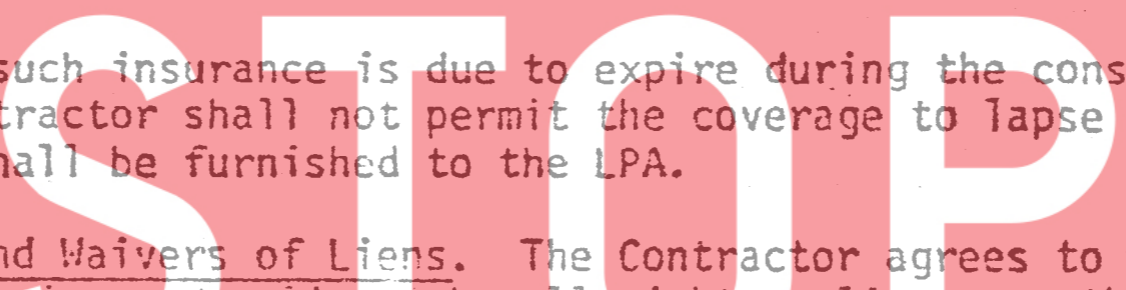 STOP
such insurance is due to expire during the cons
tractor shall not permit the coverage to lapse
hall be furnished to the LPA.
nd Waivers of Liens. The Contractor agrees to